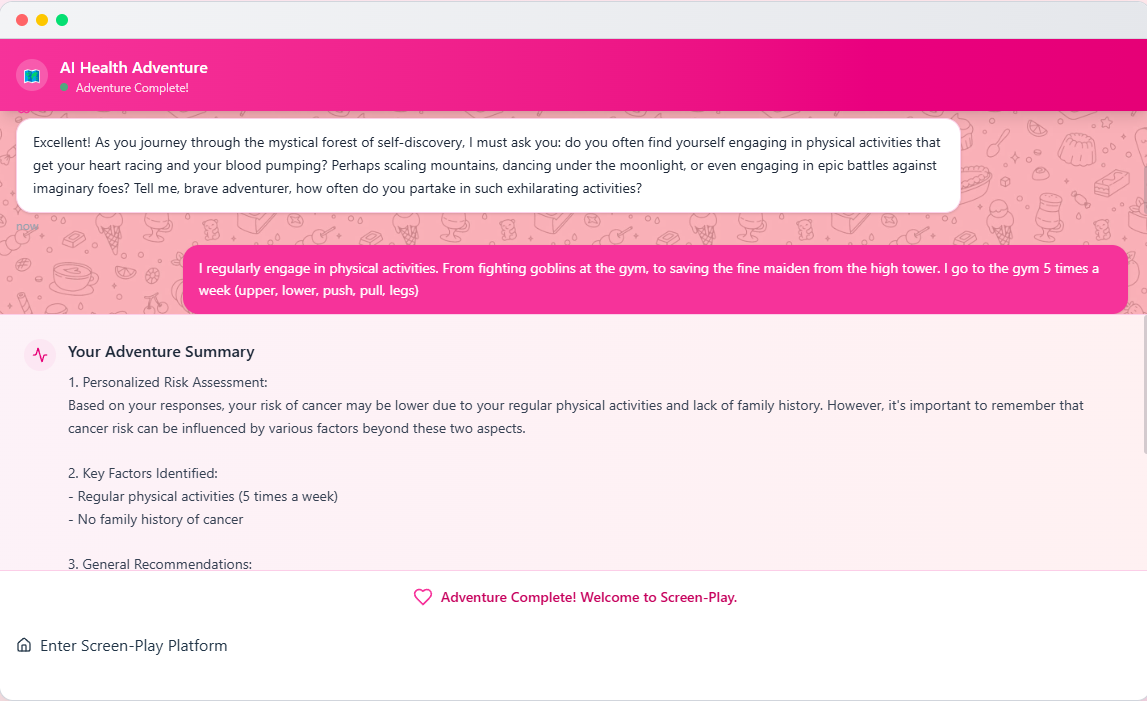 AI Health Adventure
Adventure Complete!
Excellent! As you journey through the mystical forest of self-discovery, I must ask you: do you often find yourself engaging in physical activities that
get your heart racing and your blood pumping? Perhaps scaling mountains, dancing under the moonlight, or even engaging in epic battles against
imaginary foes? Tell me, brave adventurer, how often do you partake in such exhilarating activities?
now
I regularly engage in physical activities. From fighting goblins at the gym, to saving the fine maiden from the high tower. I go to the gym 5 times a
week (upper, lower, push, pull, legs)
Your Adventure Summary
1. Personalized Risk Assessment:
Based on your responses, your risk of cancer may be lower due to your regular physical activities and lack of family history. However, it's important to remember that
cancer risk can be influenced by various factors beyond these two aspects.
2. Key Factors Identified:
- Regular physical activities (5 times a week)
- No family history of cancer
3. General Recommendations:
Adventure Complete! Welcome to Screen-Play.
Enter Screen-Play Platform